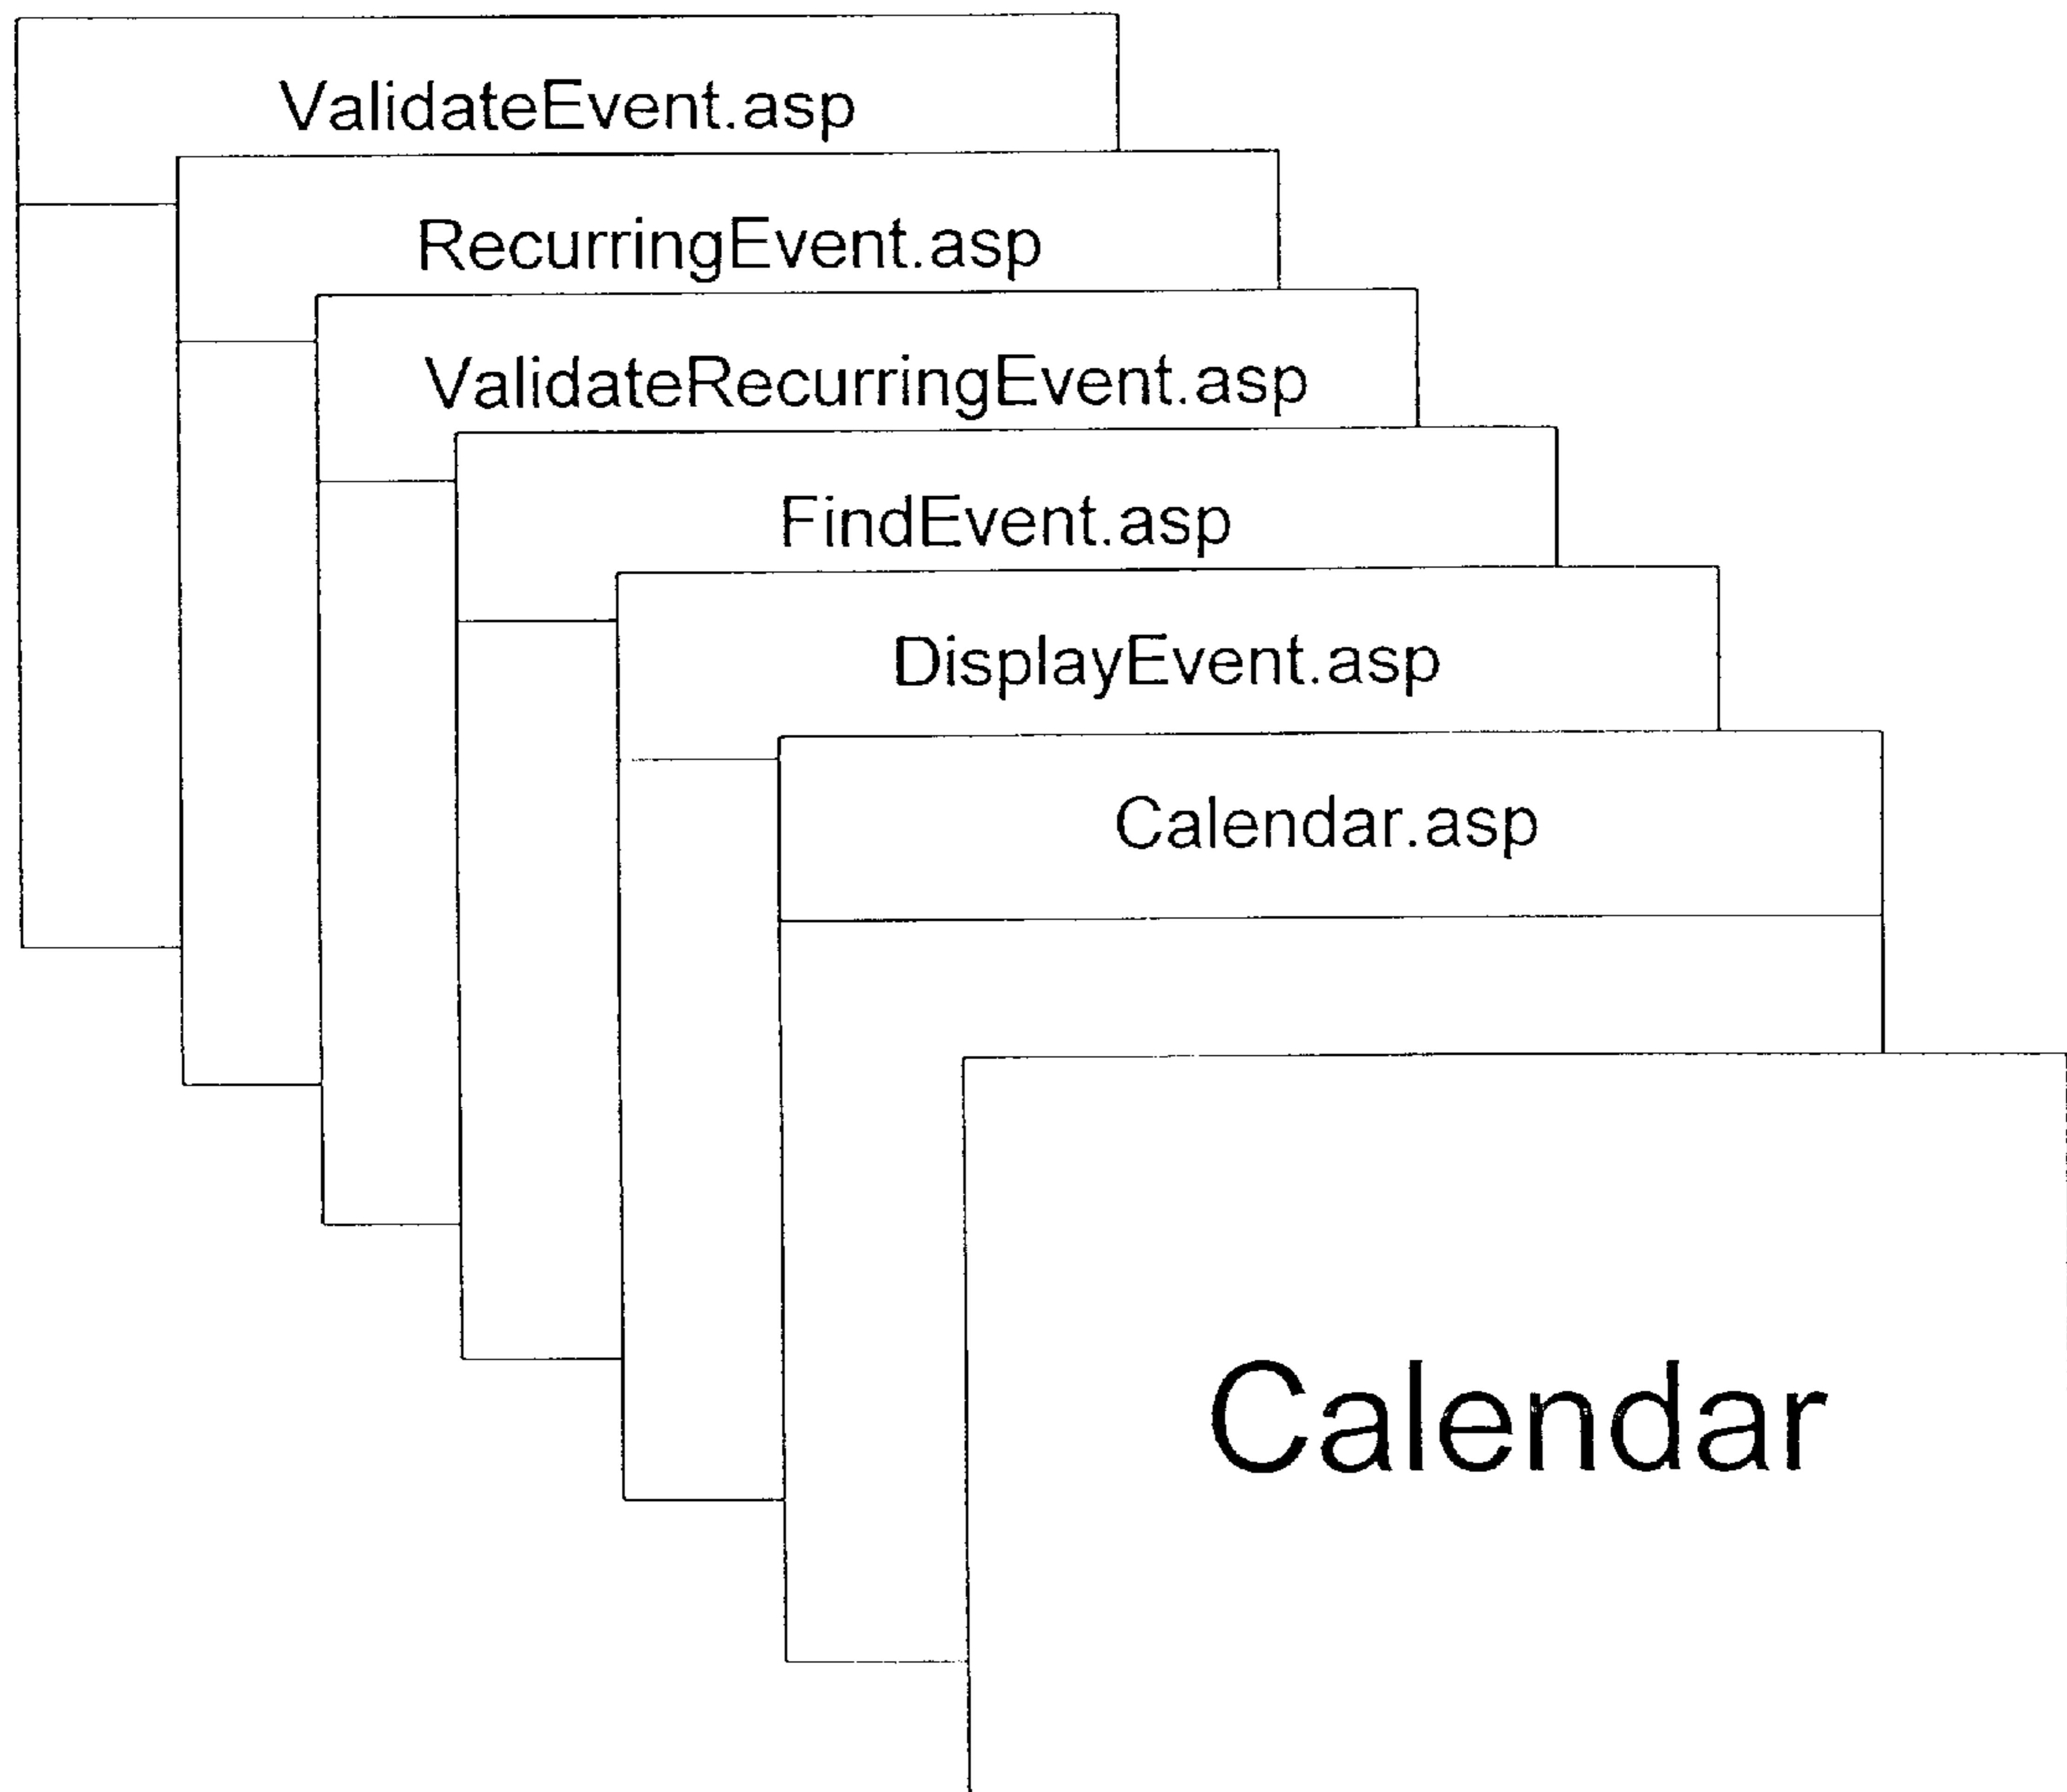 ValidateEvent.asp
RecurringEvent.asp
ValidateRecurringEvent.asp
FindEvent.asp
DisplayEvent.asp
Calendar.asp
Calendar